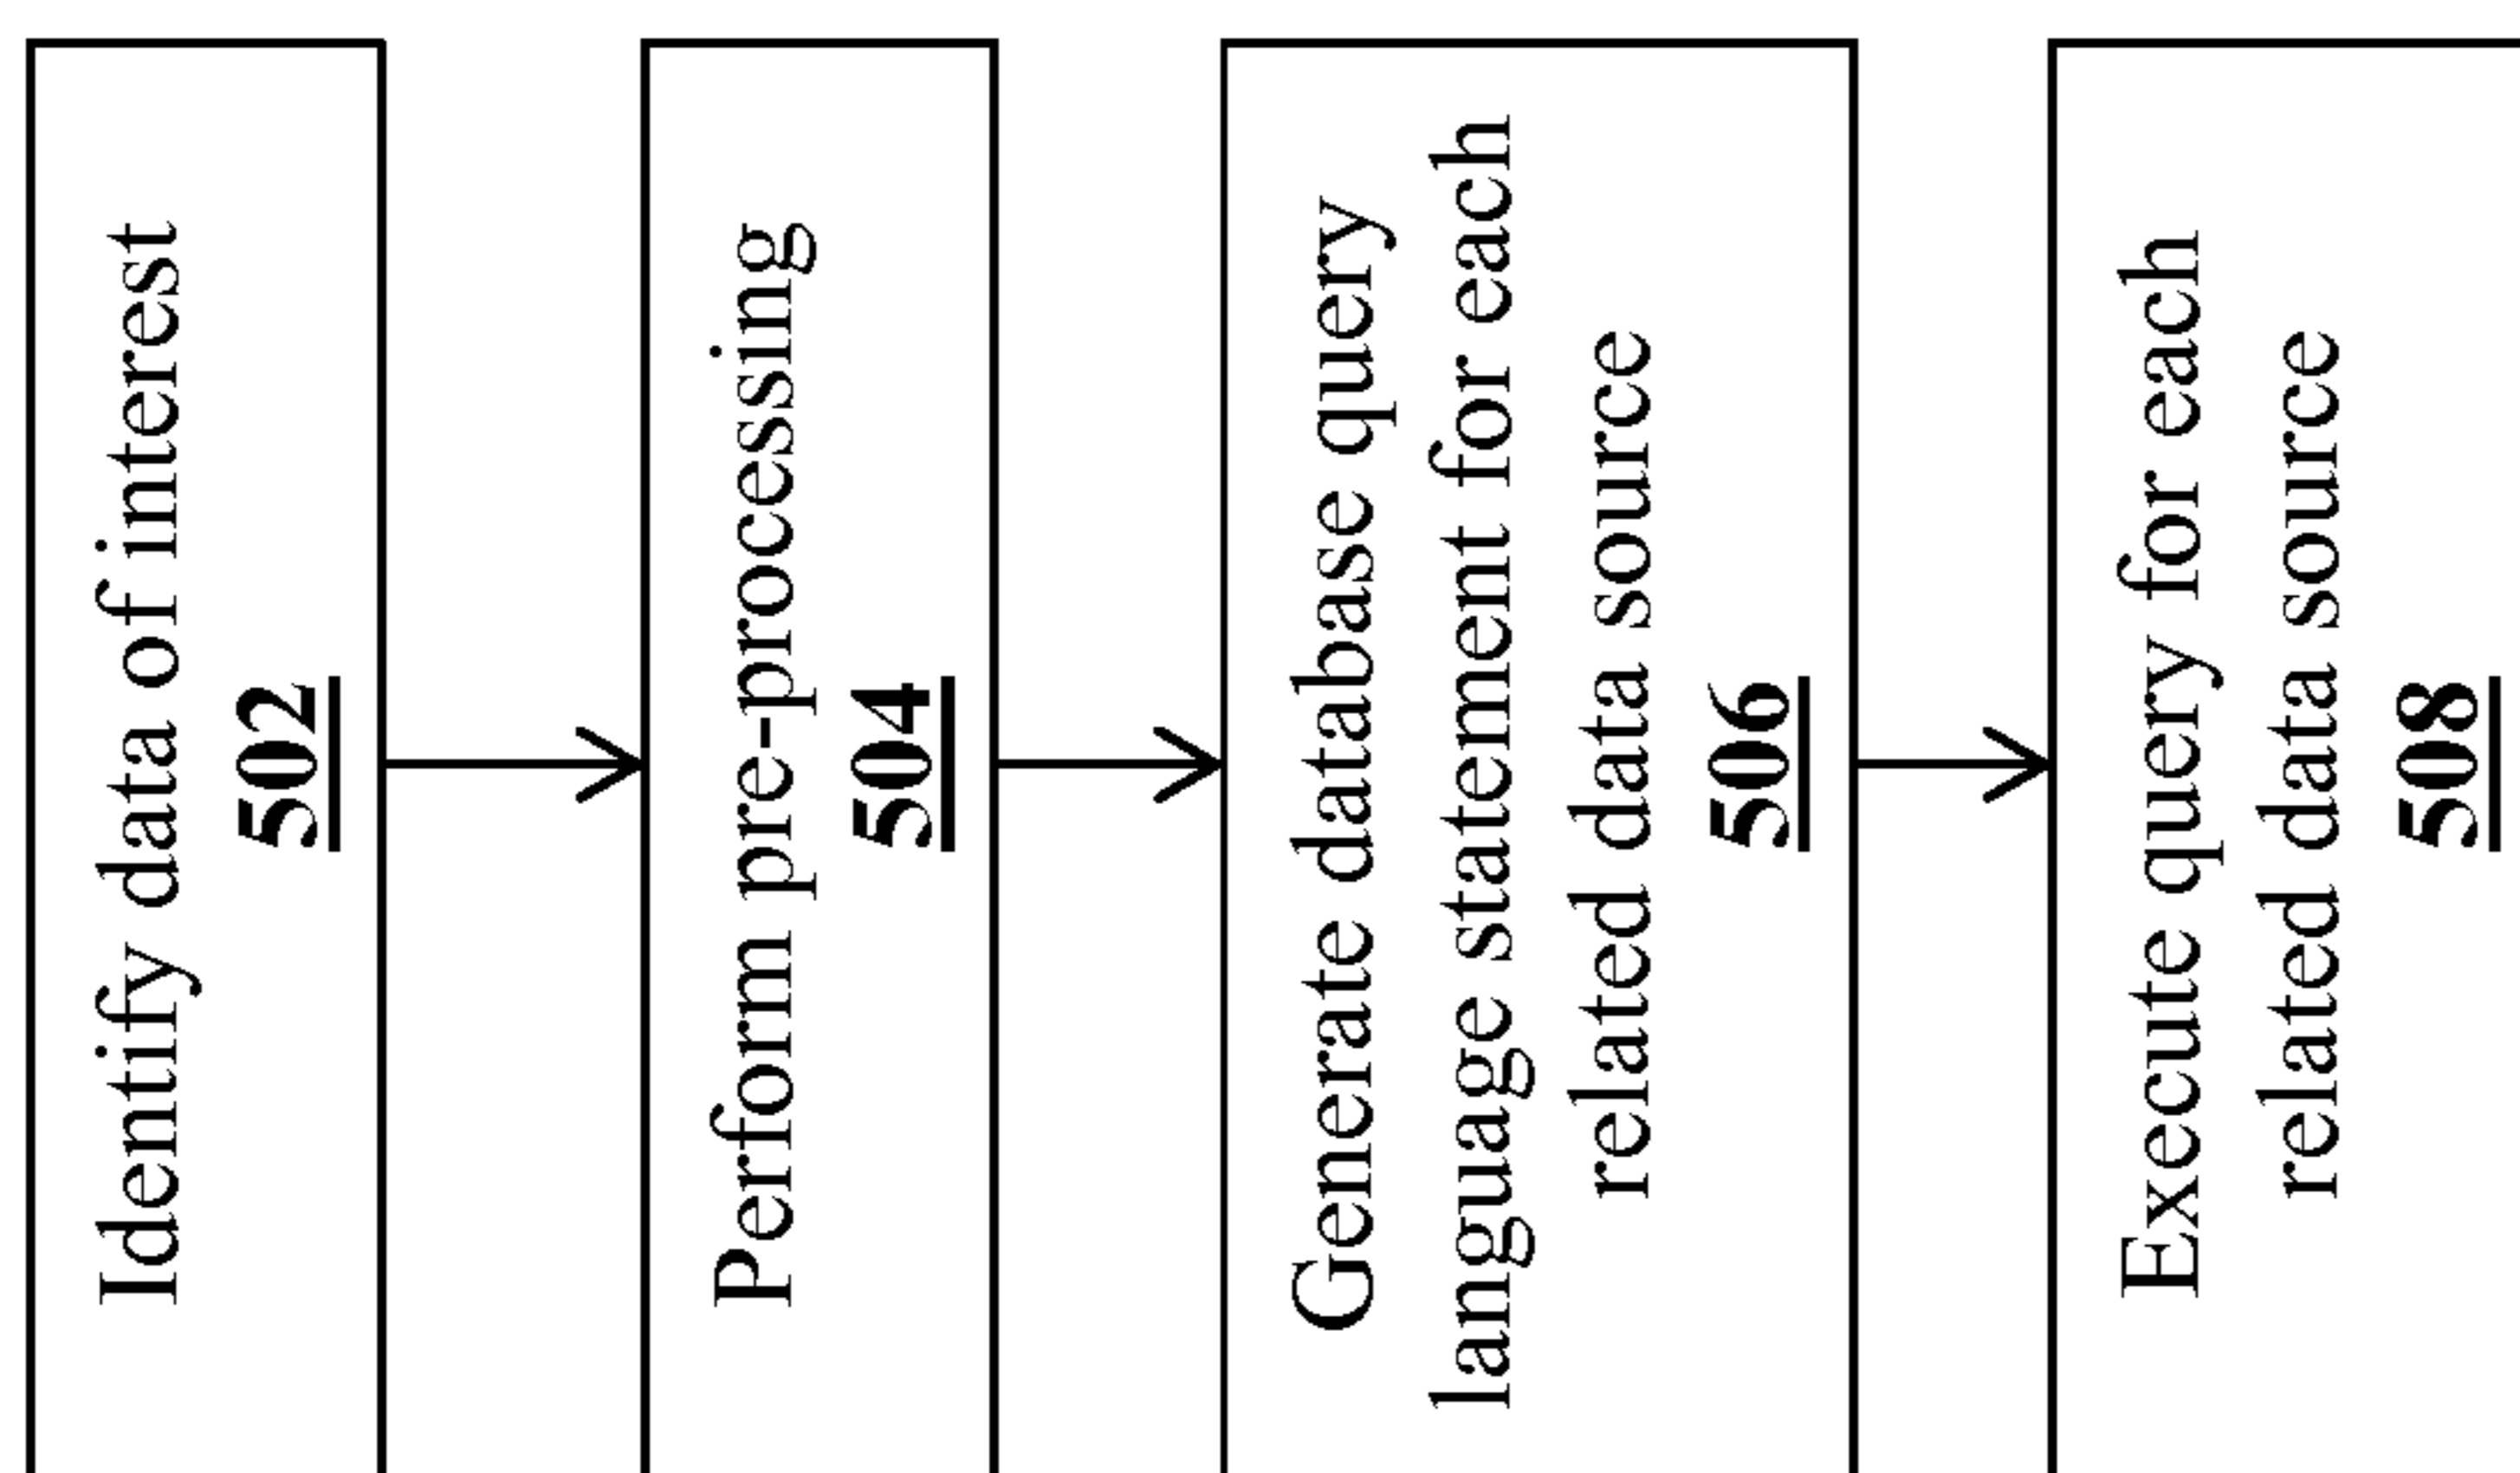 Identify data of interest
502
Perform pre-processing
504
Generate database query
language statement for each
related data source
506
Execute query for each
related data source
508